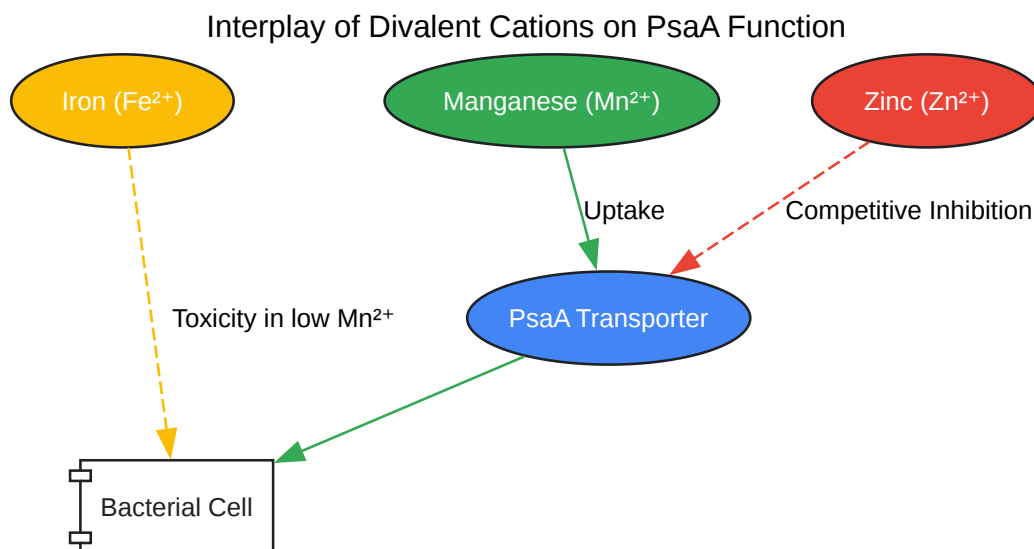 Interplay of Divalent Cations on PsaA Function
Iron (Fe²⁺)
Manganese (Mn²⁺)
Zinc (Zn²⁺)
Uptake
Competitive Inhibition
Toxicity in low Mn²⁺
PsaA Transporter
Bacterial Cell